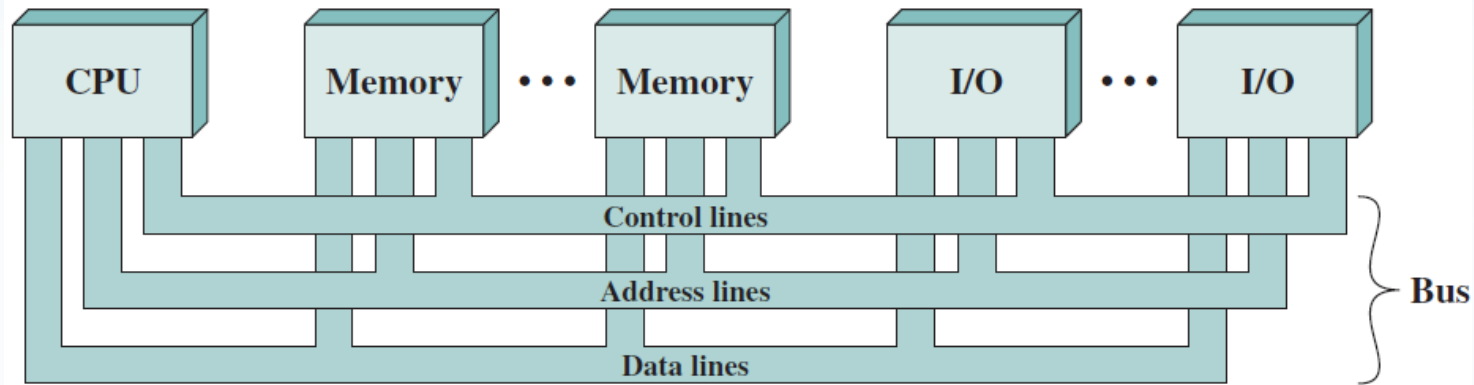 CPU
Memory
• • •
Memory
I/O
• • •
I/O
Control lines
Address lines
Bus
Data lines